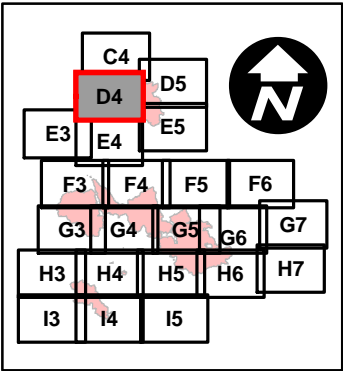 C4
D4 D5
E3 E4 E5
F3 F4 F5 F6
G3 G4 G5 G6 G7
H3 H4 H5 H6 H7
I3 I4 I5
N